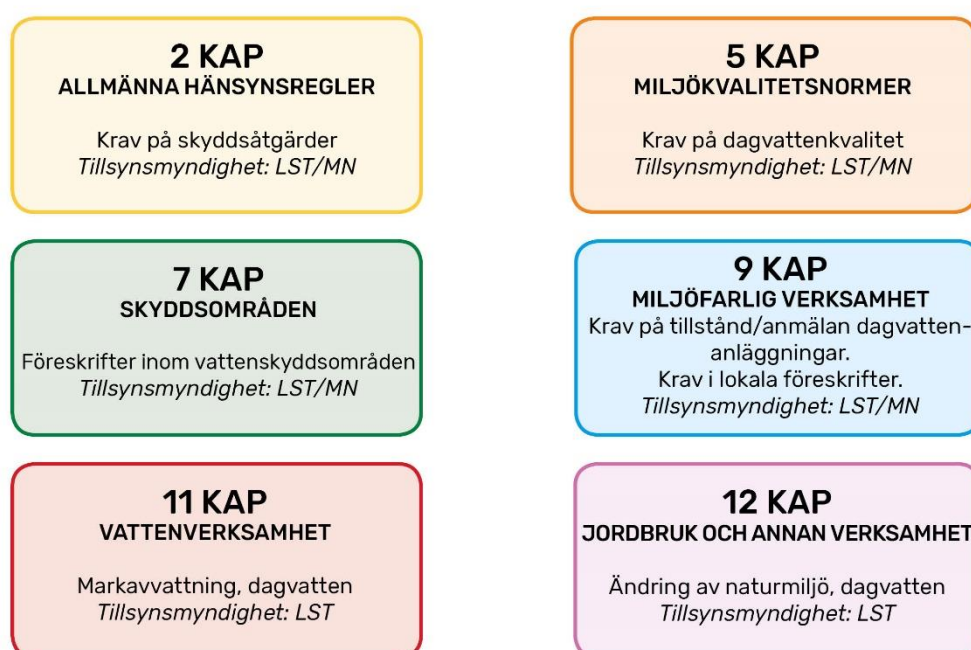 2 KAP
ALLMÄNNA HÄNSYNSREGLER
Krav på skyddsåtgärder
Tillsynsmyndighet: LST/MN
5 KAP
MILJÖKVALITETSNORMER
Krav på dagvattenkvalitet
Tillsynsmyndighet: LST/MN
7 KAP
SKYDDSOMRÅDEN
Föreskrifter inom vattenskyddsområden
Tillsynsmyndighet: LST/MN
9 KAP
MILJÖFARLIG VERKSAMHET
Krav på tillstånd/anmälan dagvatten-
anläggningar.
Krav i lokala föreskrifter.
Tillsynsmyndighet: LST/MN
11 KAP
VATTENVERKSAMHET
Markavvattning, dagvatten
Tillsynsmyndighet: LST
12 KAP
JORDBRUK OCH ANNAN VERKSAMHET
Ändring av naturmiljö, dagvatten
Tillsynsmyndighet: LST